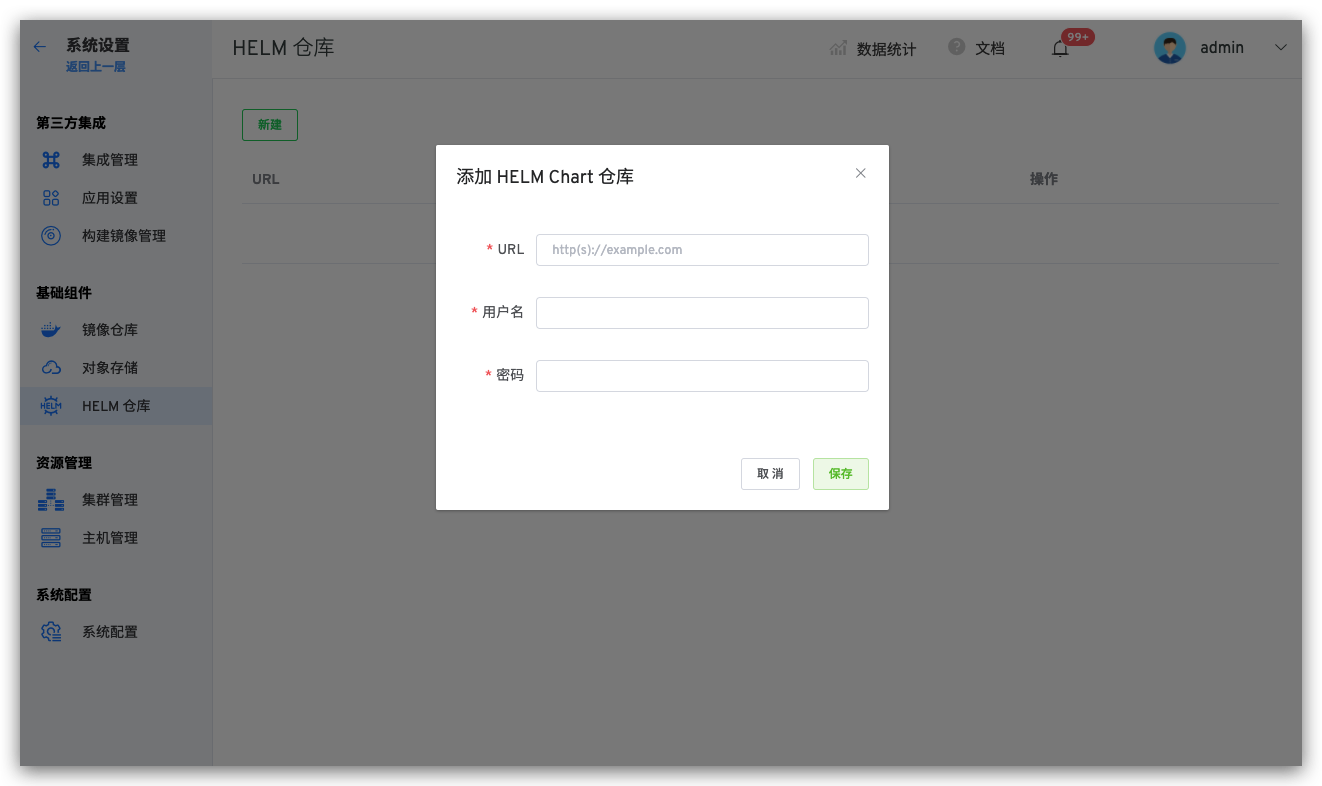 系统设置
返回上一层
第三方集成
集成管理
应用设置
构建镜像管理
基础组件
镜像仓库
对象存储
HELM
HELM 仓库
资源管理
集群管理
主机管理
系统配置
系统配置
HELM 仓库
数据统计
?
文档
99+
admin
新建
URL
操作
添加 HELM Chart 仓库
* URL
http(s)://example.com
* 用户名
* 密码
取消
保存